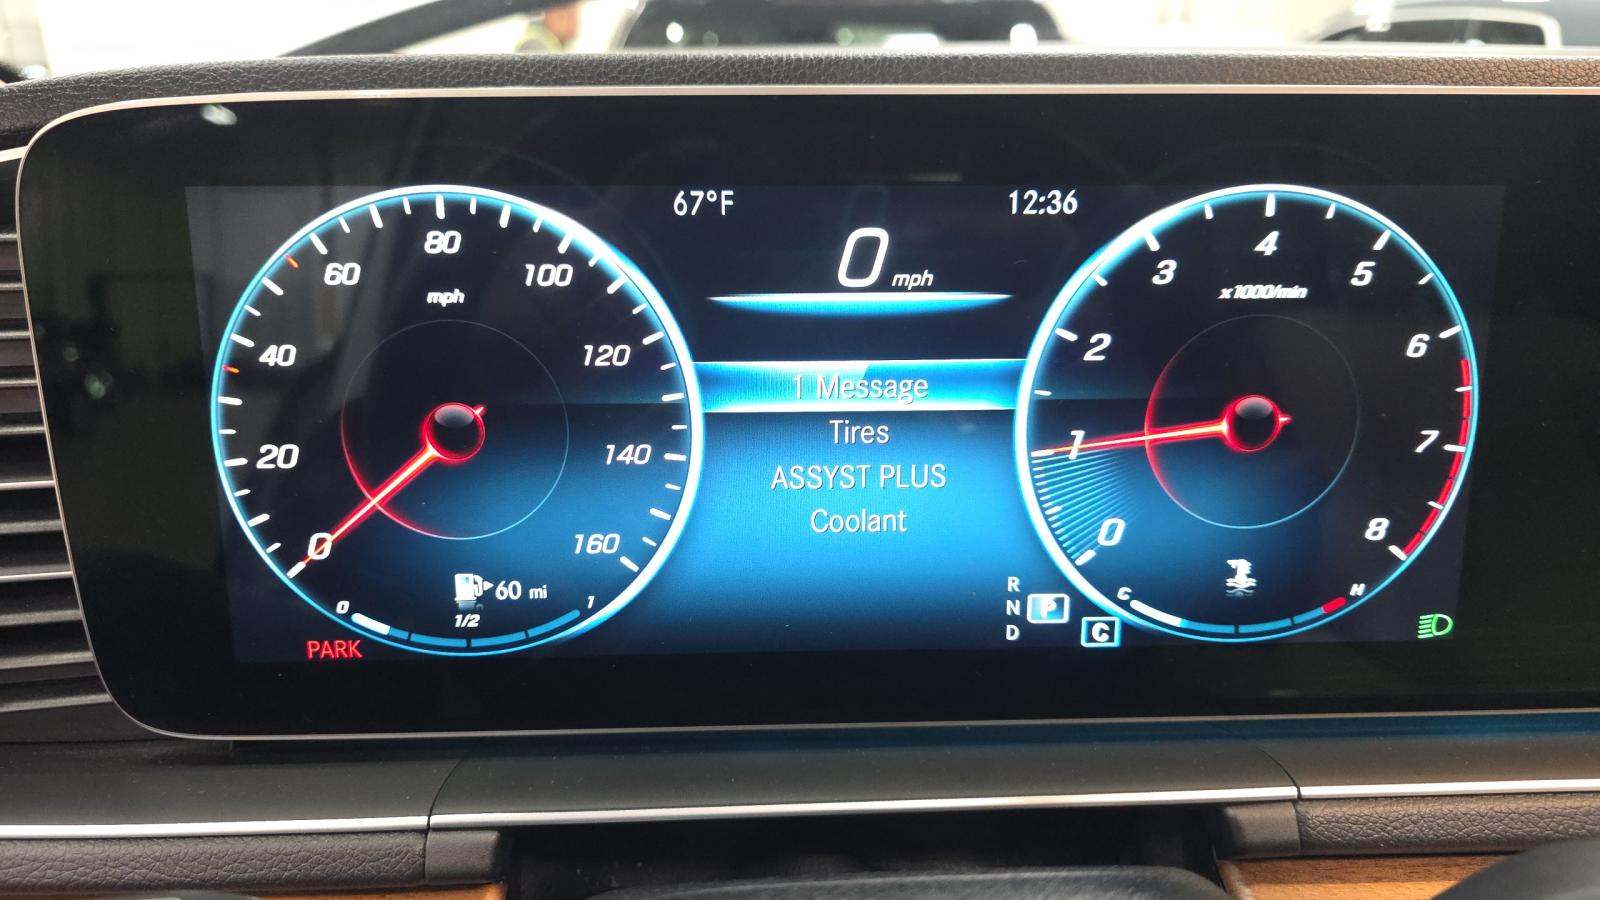 67°F
12:36
0 mph
1 Message
Tires
ASSYST PLUS
Coolant
0
20
40
60
80
100
120
140
160
mph
60 mi
0
1/2
1
PARK
R
N
D
P
C
0
1
2
3
4
5
6
7
8
x1000/min
C
H